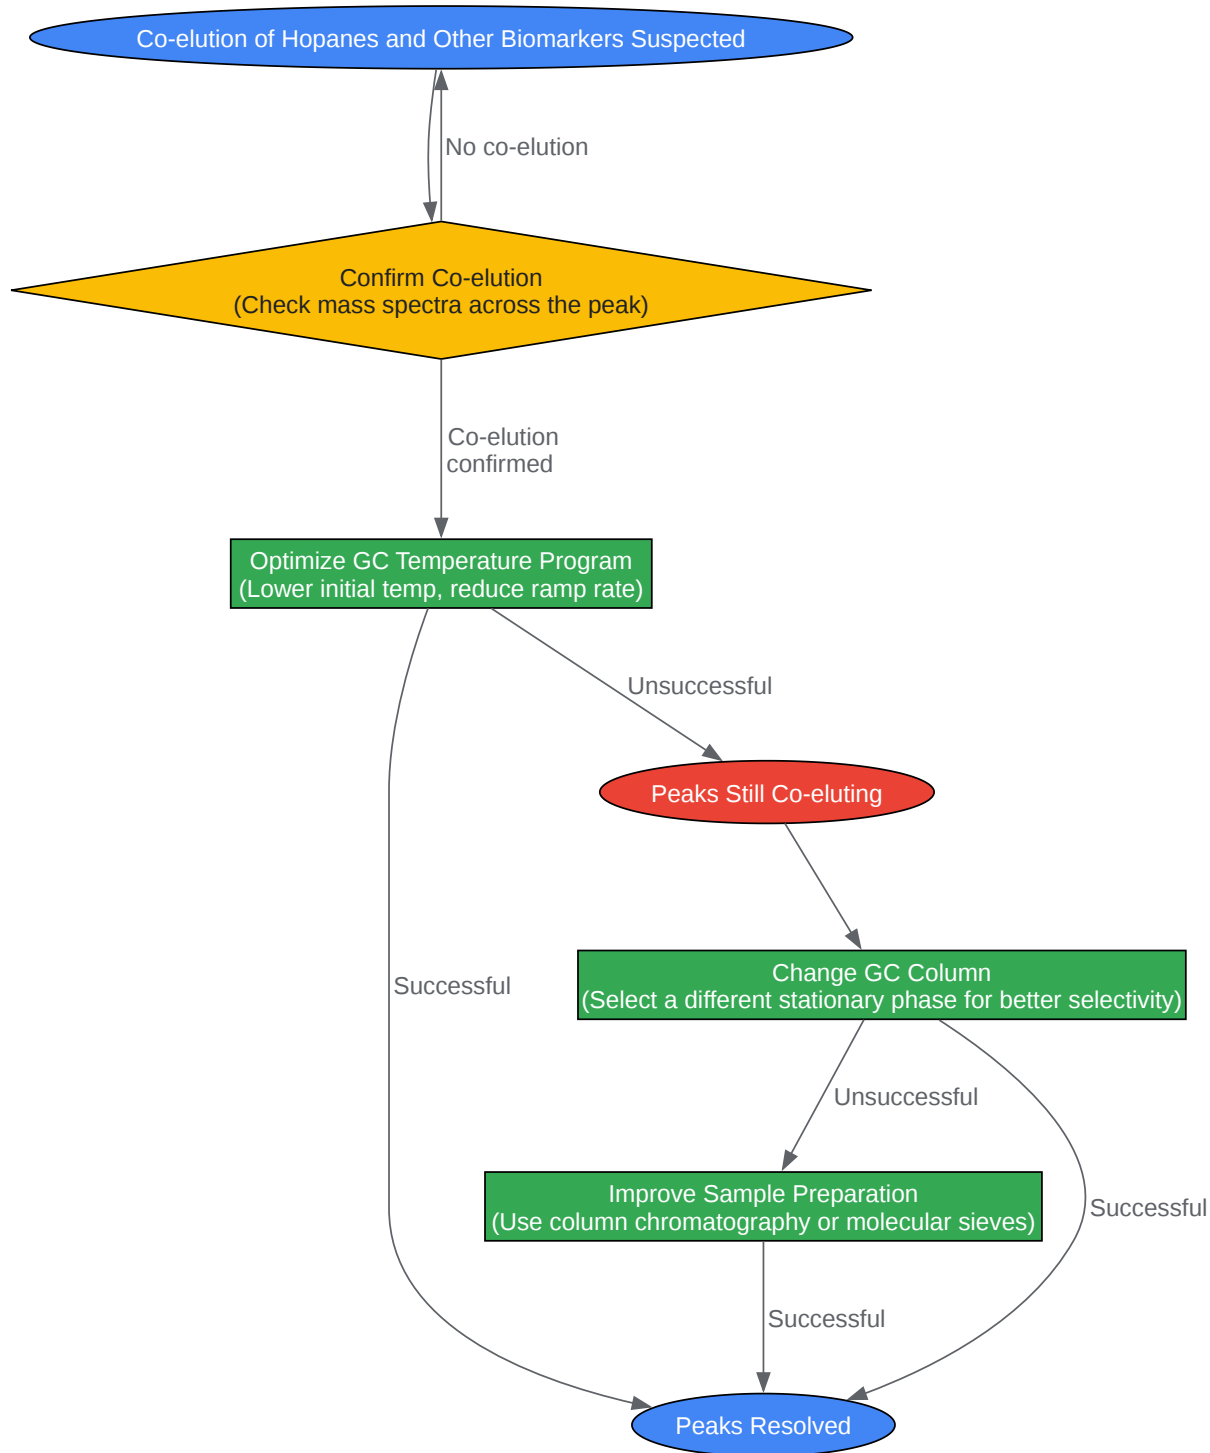 Co-elution of Hopanes and Other Biomarkers Suspected
No co-elution
Confirm Co-elution
(Check mass spectra across the peak)
Co-elution
confirmed
Optimize GC Temperature Program
(Lower initial temp, reduce ramp rate)
Unsuccessful
Peaks Still Co-eluting
Change GC Column
(Select a different stationary phase for better selectivity)
Successful
Unsuccessful
Improve Sample Preparation
(Use column chromatography or molecular sieves)
Successful
Successful
Peaks Resolved